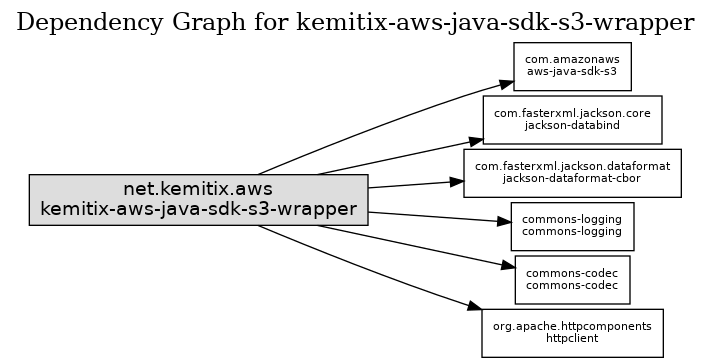 Dependency Graph for kemitix-aws-java-sdk-s3-wrapper
com.amazonaws
aws-java-sdk-s3
com.fasterxml.jackson.core
jackson-databind
com.fasterxml.jackson.dataformat
jackson-dataformat-cbor
net.kemitix.aws
kemitix-aws-java-sdk-s3-wrapper
commons-logging
commons-logging
commons-codec
commons-codec
org.apache.httpcomponents
httpclient